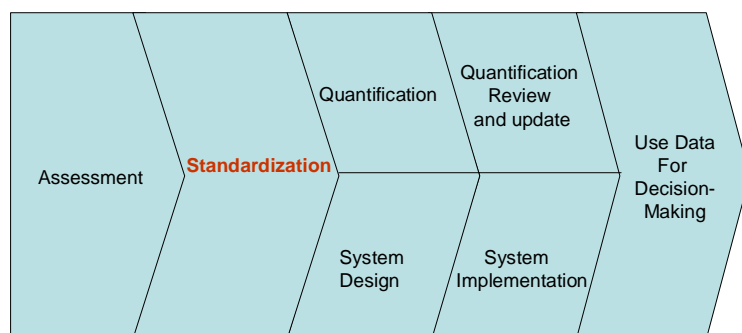 Assessment
Standardization
Quantification
Quantification
Review
and update
System
Design
System
Implementation
Use Data
For
Decision-
Making